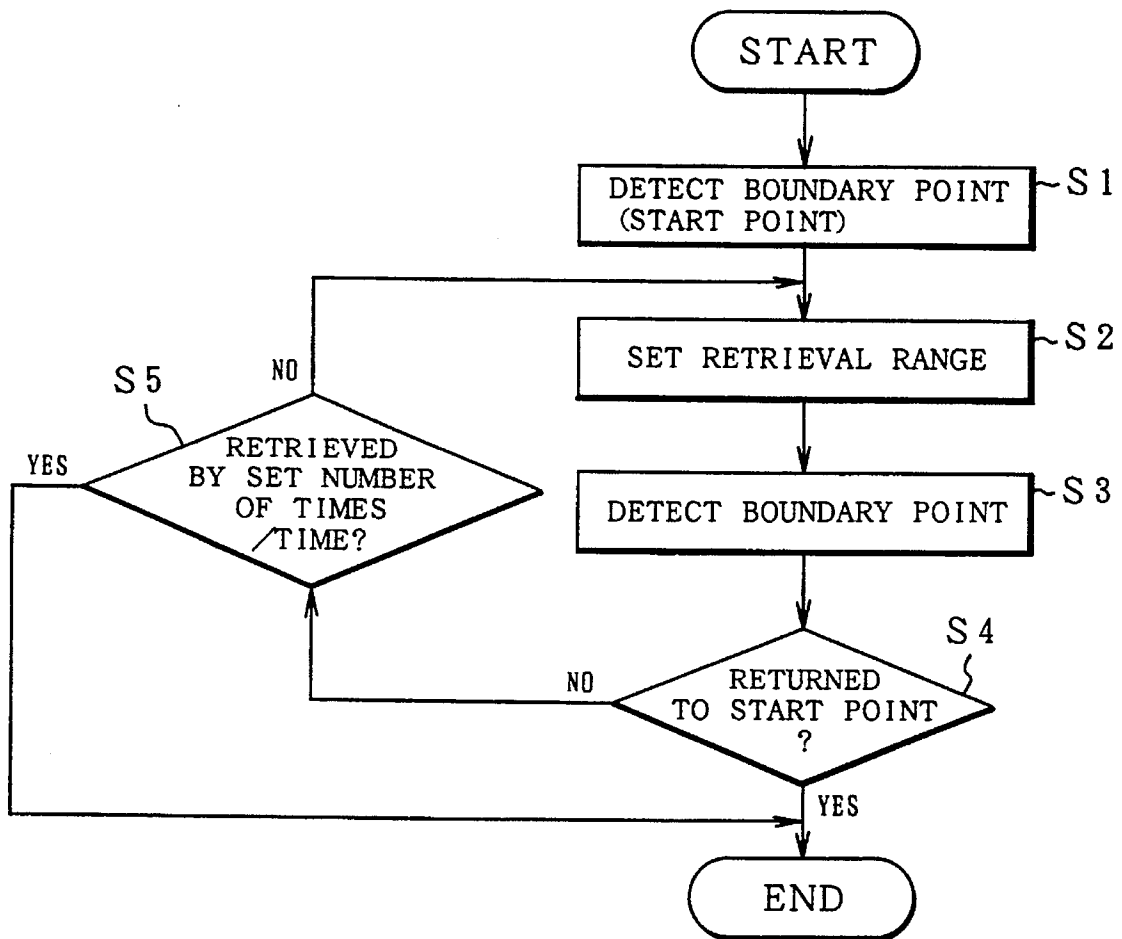 START
DETECT BOUNDARY POINT
(START POINT)
S1
SET RETRIEVAL RANGE
S2
S5
NO
YES
RETRIEVED
BY SET NUMBER
OF TIMES
/TIME?
DETECT BOUNDARY POINT
S3
S4
NO
RETURNED
TO START POINT
?
YES
END